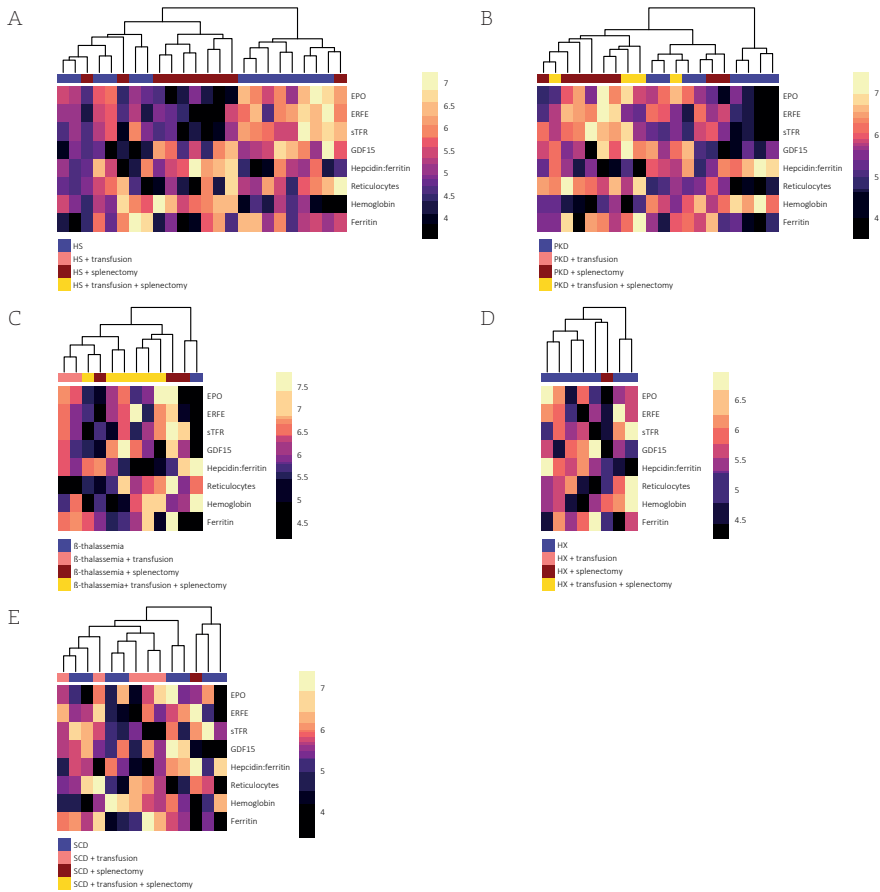 A
7
6.5
6
5.5
5
4.5
4
EPO
ERFE
sTFR
GDF15
Hepcidin:ferritin
Reticulocytes
Hemoglobin
Ferritin
HS
HS + transfusion
HS + splenectomy
HS + transfusion + splenectomy
B
7
6
5
4
EPO
ERFE
sTFR
GDF15
Hepcidin:ferritin
Reticulocytes
Hemoglobin
Ferritin
PKD
PKD + transfusion
PKD + splenectomy
PKD + transfusion + splenectomy
C
7.5
7
6.5
6
5.5
5
4.5
EPO
ERFE
sTFR
GDF15
Hepcidin:ferritin
Reticulocytes
Hemoglobin
Ferritin
ß-thalassemia
ß-thalassemia + transfusion
ß-thalassemia + splenectomy
ß-thalassemia+ transfusion + splenectomy
D
6.5
6
5.5
5
4.5
EPO
ERFE
sTFR
GDF15
Hepcidin:ferritin
Reticulocytes
Hemoglobin
Ferritin
HX
HX + transfusion
HX + splenectomy
HX + transfusion + splenectomy
E
7
6
5
4
EPO
ERFE
sTFR
GDF15
Hepcidin:ferritin
Reticulocytes
Hemoglobin
Ferritin
SCD
SCD + transfusion
SCD + splenectomy
SCD + transfusion + splenectomy